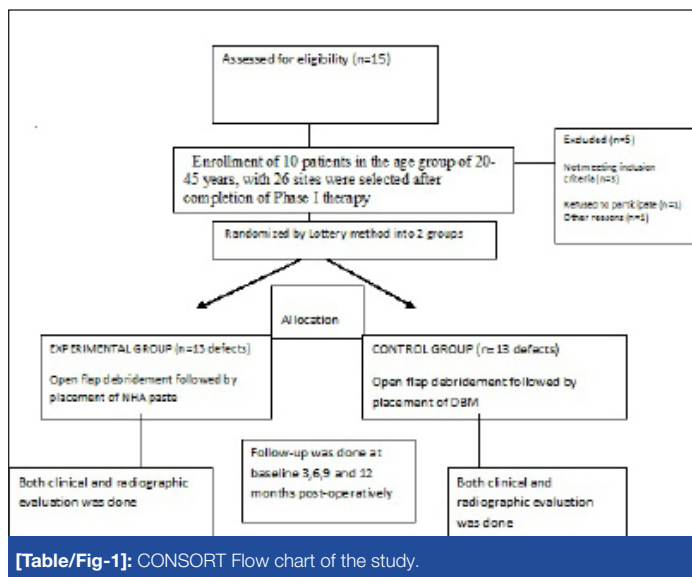 Assessed for eligibility (n=15)
Excluded (n=5)
Not meeting inclusion
criteria (n=3)
Refused to participate (n=1)
Other reasons (n=1)
Enrollment of 10 patients in the age group of 20-
45 years, with 26 sites were selected after
completion of Phase I therapy
Randomized by Lottery method into 2 groups
Allocation
EXPERIMENTAL GROUP (n=13 defects)
Open flap debridement followed by
placement of NHA paste
CONTROL GROUP (n=13 defects)
Open flap debridement followed by
placement of DBM
Follow-up was done at
baseline 3,6,9 and 12
months post-operatively
Both clinical and radiographic
evaluation was done
Both clinical and
radiographic evaluation
was done
[Table/Fig-1]: CONSORT Flow chart of the study.